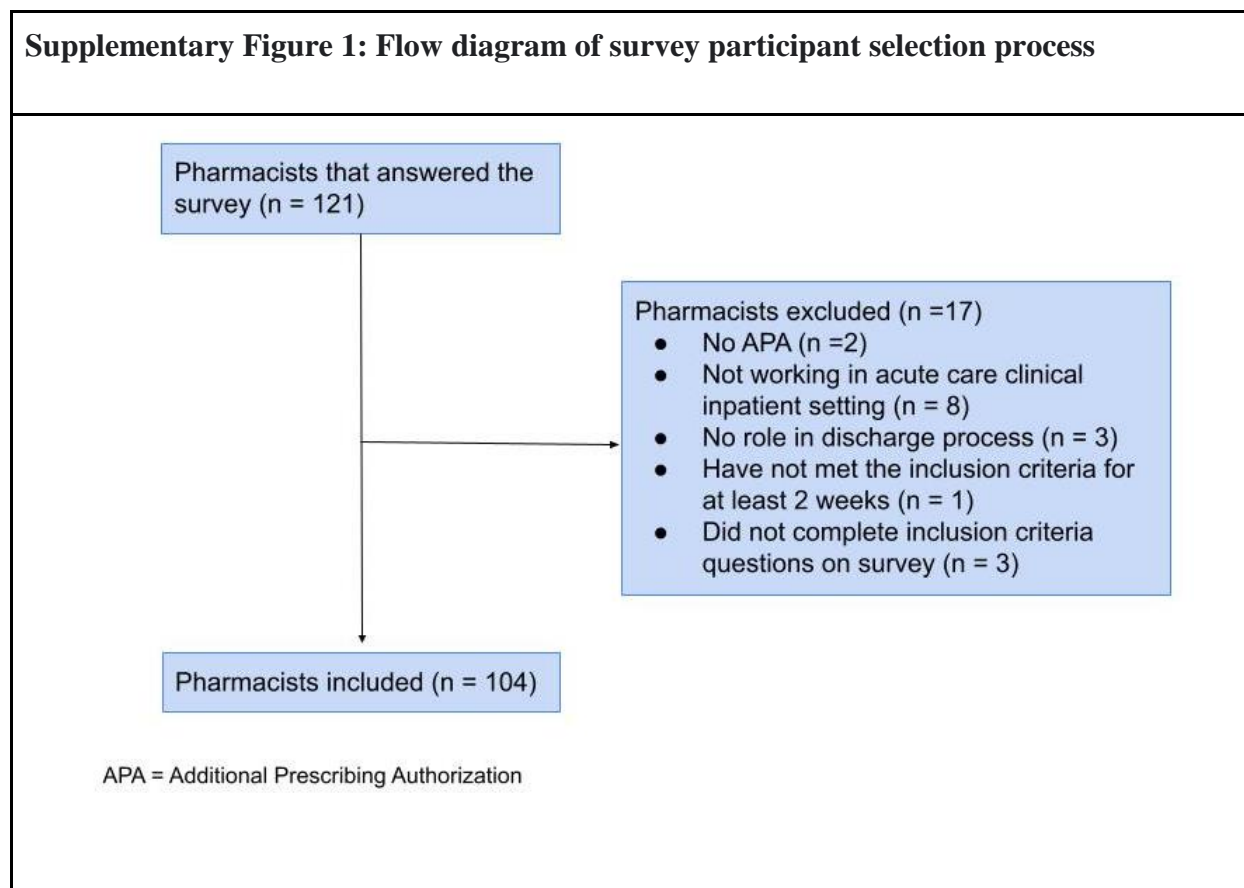 Supplementary Figure 1: Flow diagram of survey participant selection process
Pharmacists that answered the
survey (n = 121)
Pharmacists excluded (n =17)
● No APA (n =2)
● Not working in acute care clinical
inpatient setting (n = 8)
● No role in discharge process (n = 3)
● Have not met the inclusion criteria for
at least 2 weeks (n = 1)
● Did not complete inclusion criteria
questions on survey (n = 3)
Pharmacists included (n = 104)
APA = Additional Prescribing Authorization